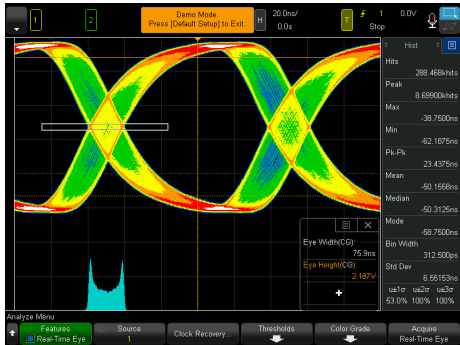 1
2
Demo Mode.
Press [Default Setup] to Exit.
H
20.0ns/
0.0s
T
1
0.0V
Stop
Hist
Hits
288.468khits
Peak
8.69900khits
Max
-38.7500ns
Min
-62.1875ns
Pk-Pk
23.4375ns
Mean
-50.1558ns
Median
-50.3125ns
Mode
-58.7500ns
Bin Width
312.500ps
Std Dev
6.55153ns
u±1σ u±2σ u±3σ
53.0% 100% 100%
Eye Width(CG):
75.9ns
Eye Height(CG):
2.187V
Analyze Menu
Features
Real-Time Eye
Source
1
Clock Recovery...
Thresholds
Color Grade
Acquire
Real-Time Eye